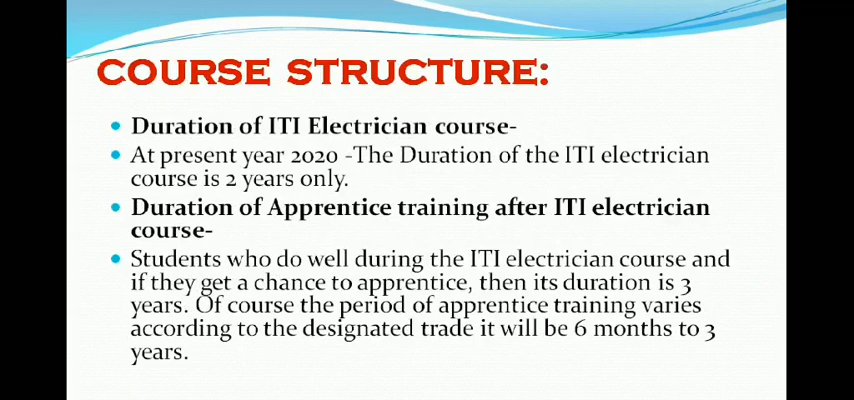 COURSE STRUCTURE:
Duration of ITI Electrician course-
At present year 2020 -The Duration of the ITI electrician
course is 2 years only.
Duration of Apprentice training after ITI electrician
course-
Students who do well during the ITI electrician course and
if they get a chance to apprentice, then its duration is 3
years. Of course the period of apprentice training varies
according to the designated trade it will be 6 months to 3
years.